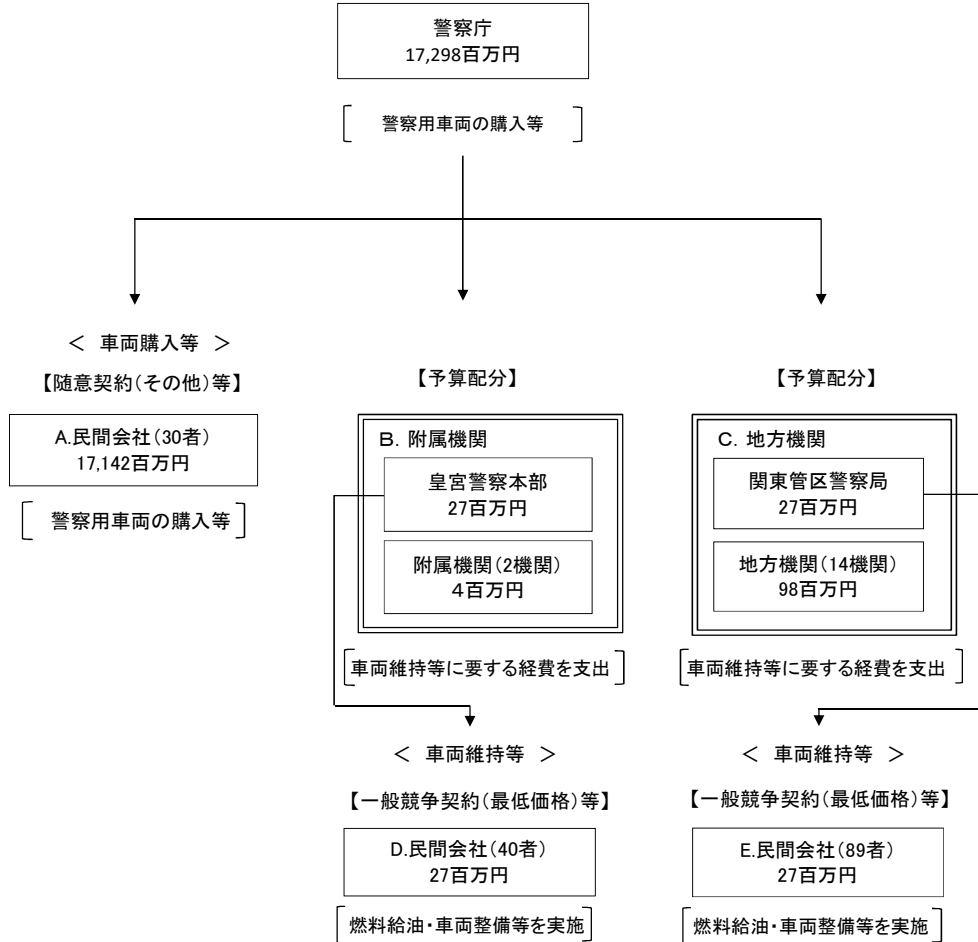 警察庁
17,298百万円
警察用車両の購入等
＜ 車両購入等 ＞
【随意契約(その他)等】
A.民間会社(30者)
17,142百万円
警察用車両の購入等
【予算配分】
B. 附属機関
皇宮警察本部
27百万円
附属機関(2機関)
4百万円
車両維持等に要する経費を支出
＜ 車両維持等 ＞
【一般競争契約(最低価格)等】
D.民間会社(40者)
27百万円
燃料給油・車両整備等を実施
【予算配分】
C. 地方機関
関東管区警察局
27百万円
地方機関(14機関)
98百万円
車両維持等に要する経費を支出
＜ 車両維持等 ＞
【一般競争契約(最低価格)等】
E.民間会社(89者)
27百万円
燃料給油・車両整備等を実施